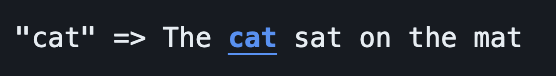 "cat" => The cat sat on the mat